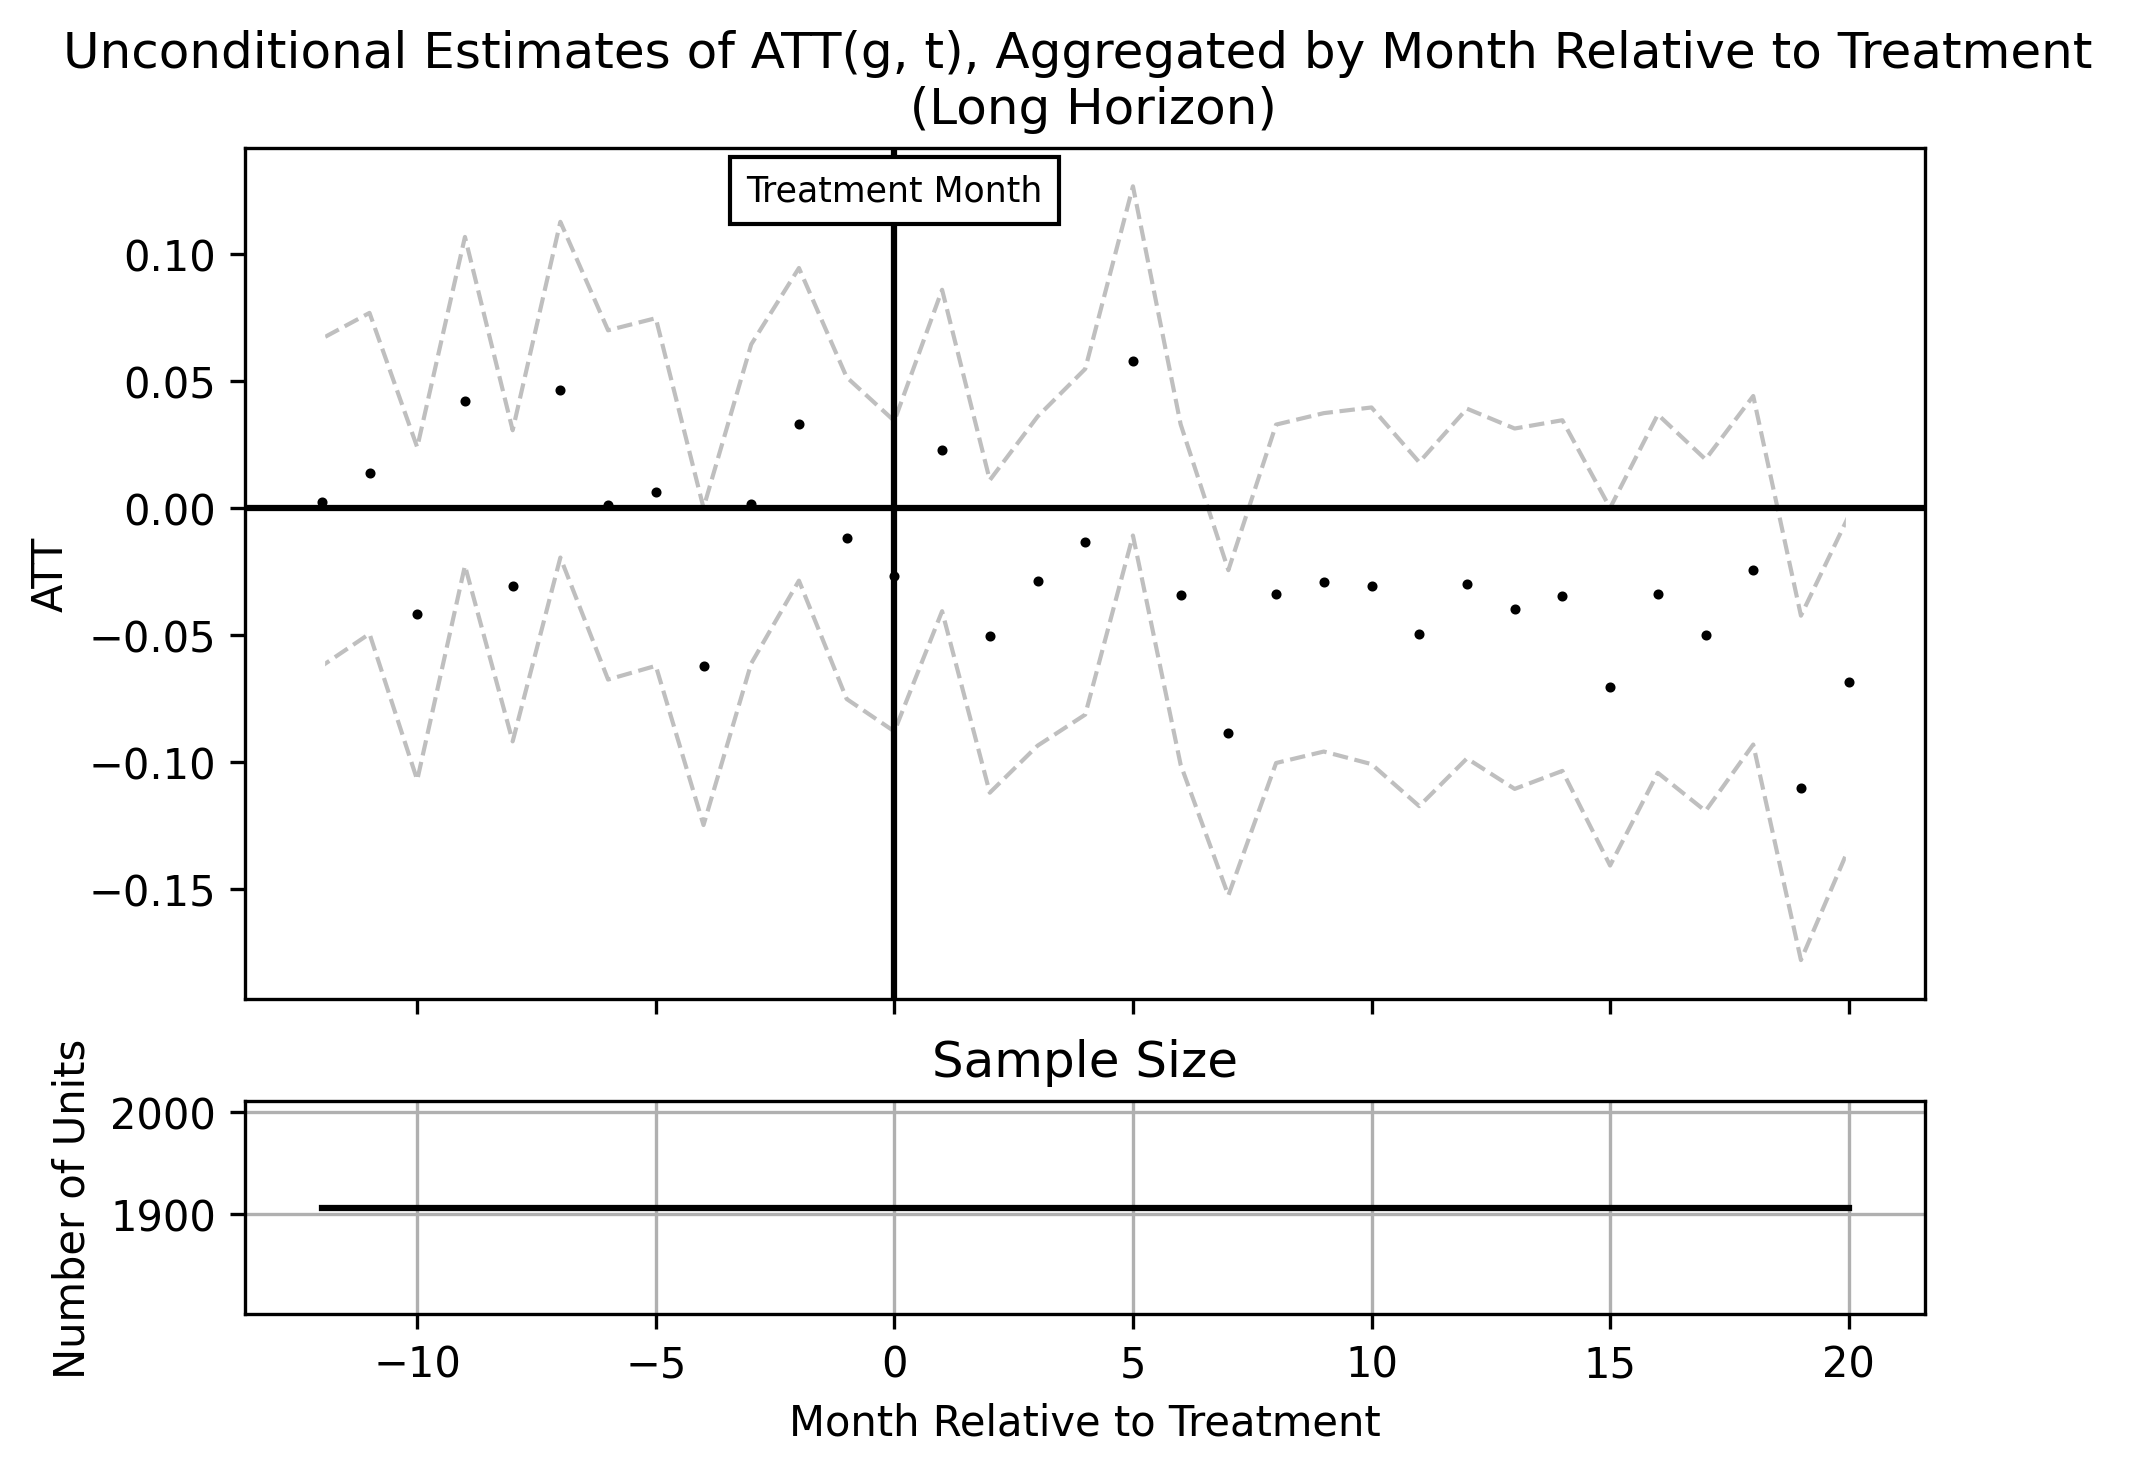 Unconditional Estimates of ATT(g, t), Aggregated by Month Relative to Treatment
(Long Horizon)
Treatment Month
0.10
0.05
0.00
−0.05
−0.10
−0.15
ATT
Sample Size
2000
1900
Number of Units
−10 −5 0 5 10 15 20
Month Relative to Treatment